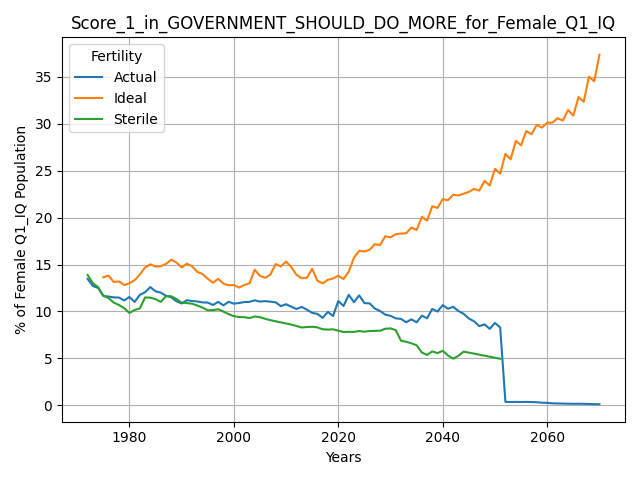 Score_1_in_GOVERNMENT_SHOULD_DO_MORE_for_Female_Q1_IQ
Fertility
Actual
Ideal
Sterile
% of Female Q1_IQ Population
35
30
25
20
15
10
5
0
1980
2000
2020
2040
2060
Years